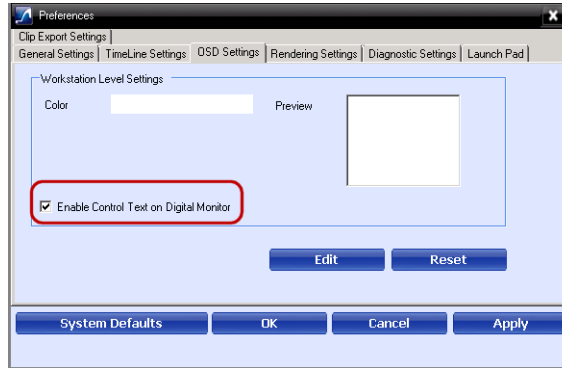 Preferences
Clip Export Settings
General Settings TimeLine Settings OSD Settings Rendering Settings Diagnostic Settings Launch Pad
Workstation Level Settings
Color Preview
Enable Control Text on Digital Monitor
Edit Reset
System Defaults OK Cancel Apply